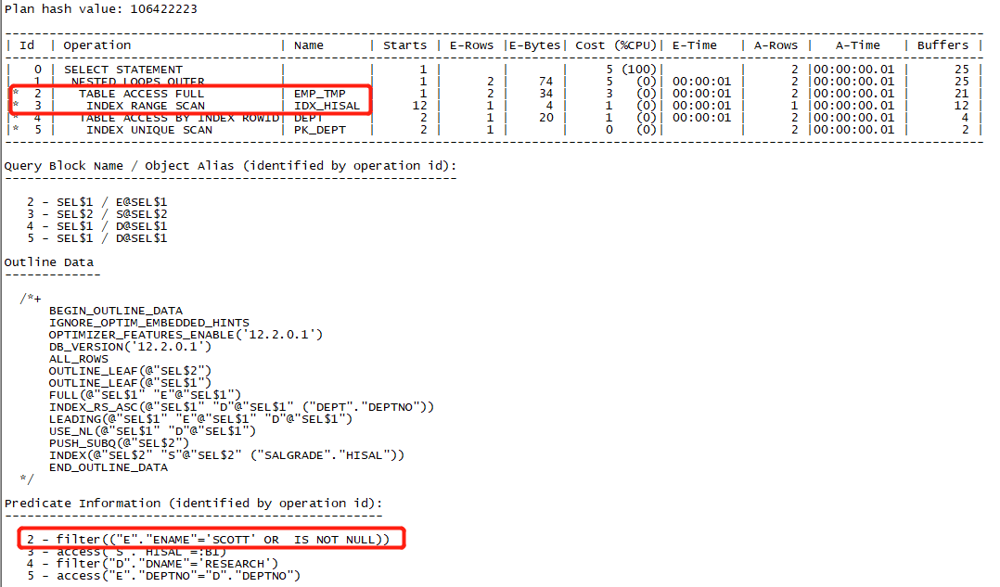 Plan hash value: 106422223
---------------------------------------------------------------------------------------------------------------------------
| Id  | Operation                    | Name      | Starts | E-Rows |E-Bytes| Cost (%CPU)| E-Time   | A-Rows |   A-Time   | Buffers |
---------------------------------------------------------------------------------------------------------------------------
|   0 | SELECT STATEMENT             |           |      1 |        |       |     5 (100)|          |      2 |00:00:00.01 |      25 |
|   1 |  NESTED LOOPS OUTER          |           |      1 |      2 |    74 |     5   (0)| 00:00:01 |      2 |00:00:00.01 |      25 |
|*  2 |   TABLE ACCESS FULL          | EMP_TMP   |      1 |      2 |    34 |     3   (0)| 00:00:01 |      2 |00:00:00.01 |      21 |
|*  3 |    INDEX RANGE SCAN          | IDX_HISAL |     12 |      1 |     4 |     1   (0)| 00:00:01 |      1 |00:00:00.01 |      12 |
|*  4 |   TABLE ACCESS BY INDEX ROWID| DEPT      |      2 |      1 |    20 |     1   (0)| 00:00:01 |      2 |00:00:00.01 |       4 |
|*  5 |    INDEX UNIQUE SCAN         | PK_DEPT   |      2 |      1 |       |     0   (0)|          |      2 |00:00:00.01 |       2 |
---------------------------------------------------------------------------------------------------------------------------
Query Block Name / Object Alias (identified by operation id):
-------------------------------------------------------------
2 - SEL$1 / E@SEL$1
3 - SEL$2 / S@SEL$2
4 - SEL$1 / D@SEL$1
5 - SEL$1 / D@SEL$1
Outline Data
-------------
/*+
BEGIN_OUTLINE_DATA
IGNORE_OPTIM_EMBEDDED_HINTS
OPTIMIZER_FEATURES_ENABLE('12.2.0.1')
DB_VERSION('12.2.0.1')
ALL_ROWS
OUTLINE_LEAF(@"SEL$2")
OUTLINE_LEAF(@"SEL$1")
FULL(@"SEL$1" "E"@"SEL$1")
INDEX_RS_ASC(@"SEL$1" "D"@"SEL$1" ("DEPT"."DEPTNO"))
LEADING(@"SEL$1" "E"@"SEL$1" "D"@"SEL$1")
USE_NL(@"SEL$1" "D"@"SEL$1")
PUSH_SUBQ(@"SEL$2")
INDEX(@"SEL$2" "S"@"SEL$2" ("SALGRADE"."HISAL"))
END_OUTLINE_DATA
*/
Predicate Information (identified by operation id):
---------------------------------------------------
2 - filter(("E"."ENAME"='SCOTT' OR  IS NOT NULL))
3 - access("S"."HISAL"=:B1)
4 - filter("D"."DNAME"='RESEARCH')
5 - access("E"."DEPTNO"="D"."DEPTNO")